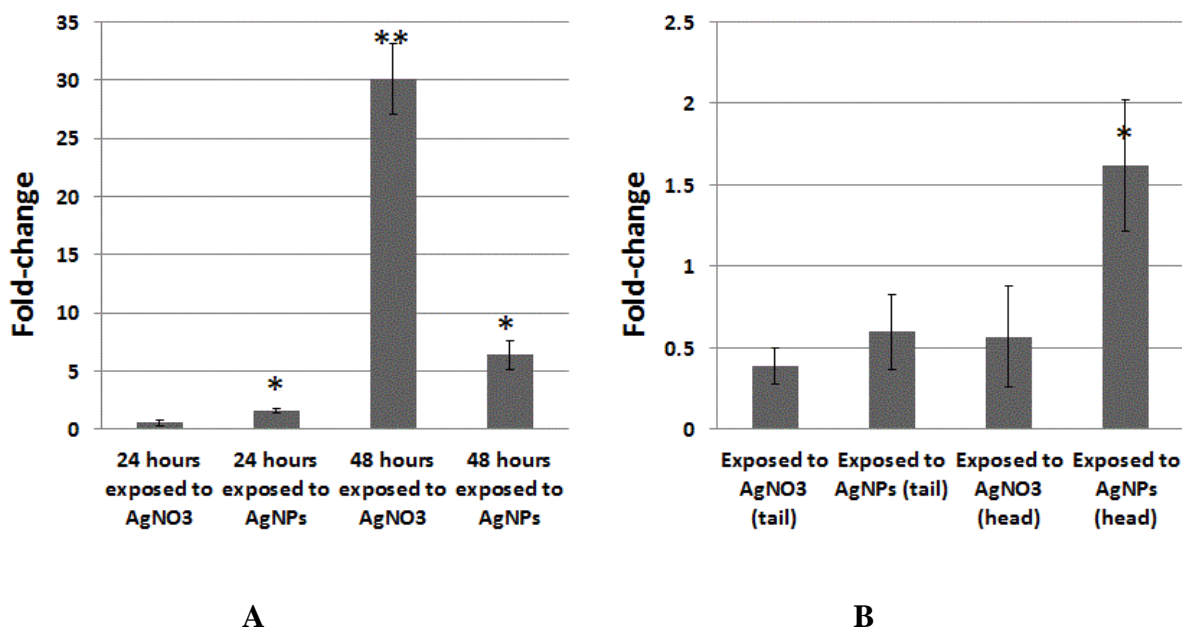 35
30
25
20
15
10
5
0
Fold-change
**
*
*
24 hours exposed to AgNO3
24 hours exposed to AgNPs
48 hours exposed to AgNO3
48 hours exposed to AgNPs
A
2.5
2
1.5
1
0.5
0
Fold-change
*
Exposed to AgNO3 (tail)
Exposed to AgNPs (tail)
Exposed to AgNO3 (head)
Exposed to AgNPs (head)
B